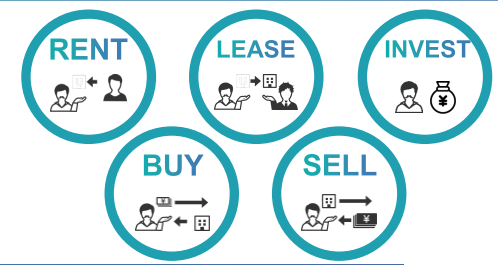 RENT
LEASE
INVEST
¥
BUY
¥
SELL
¥